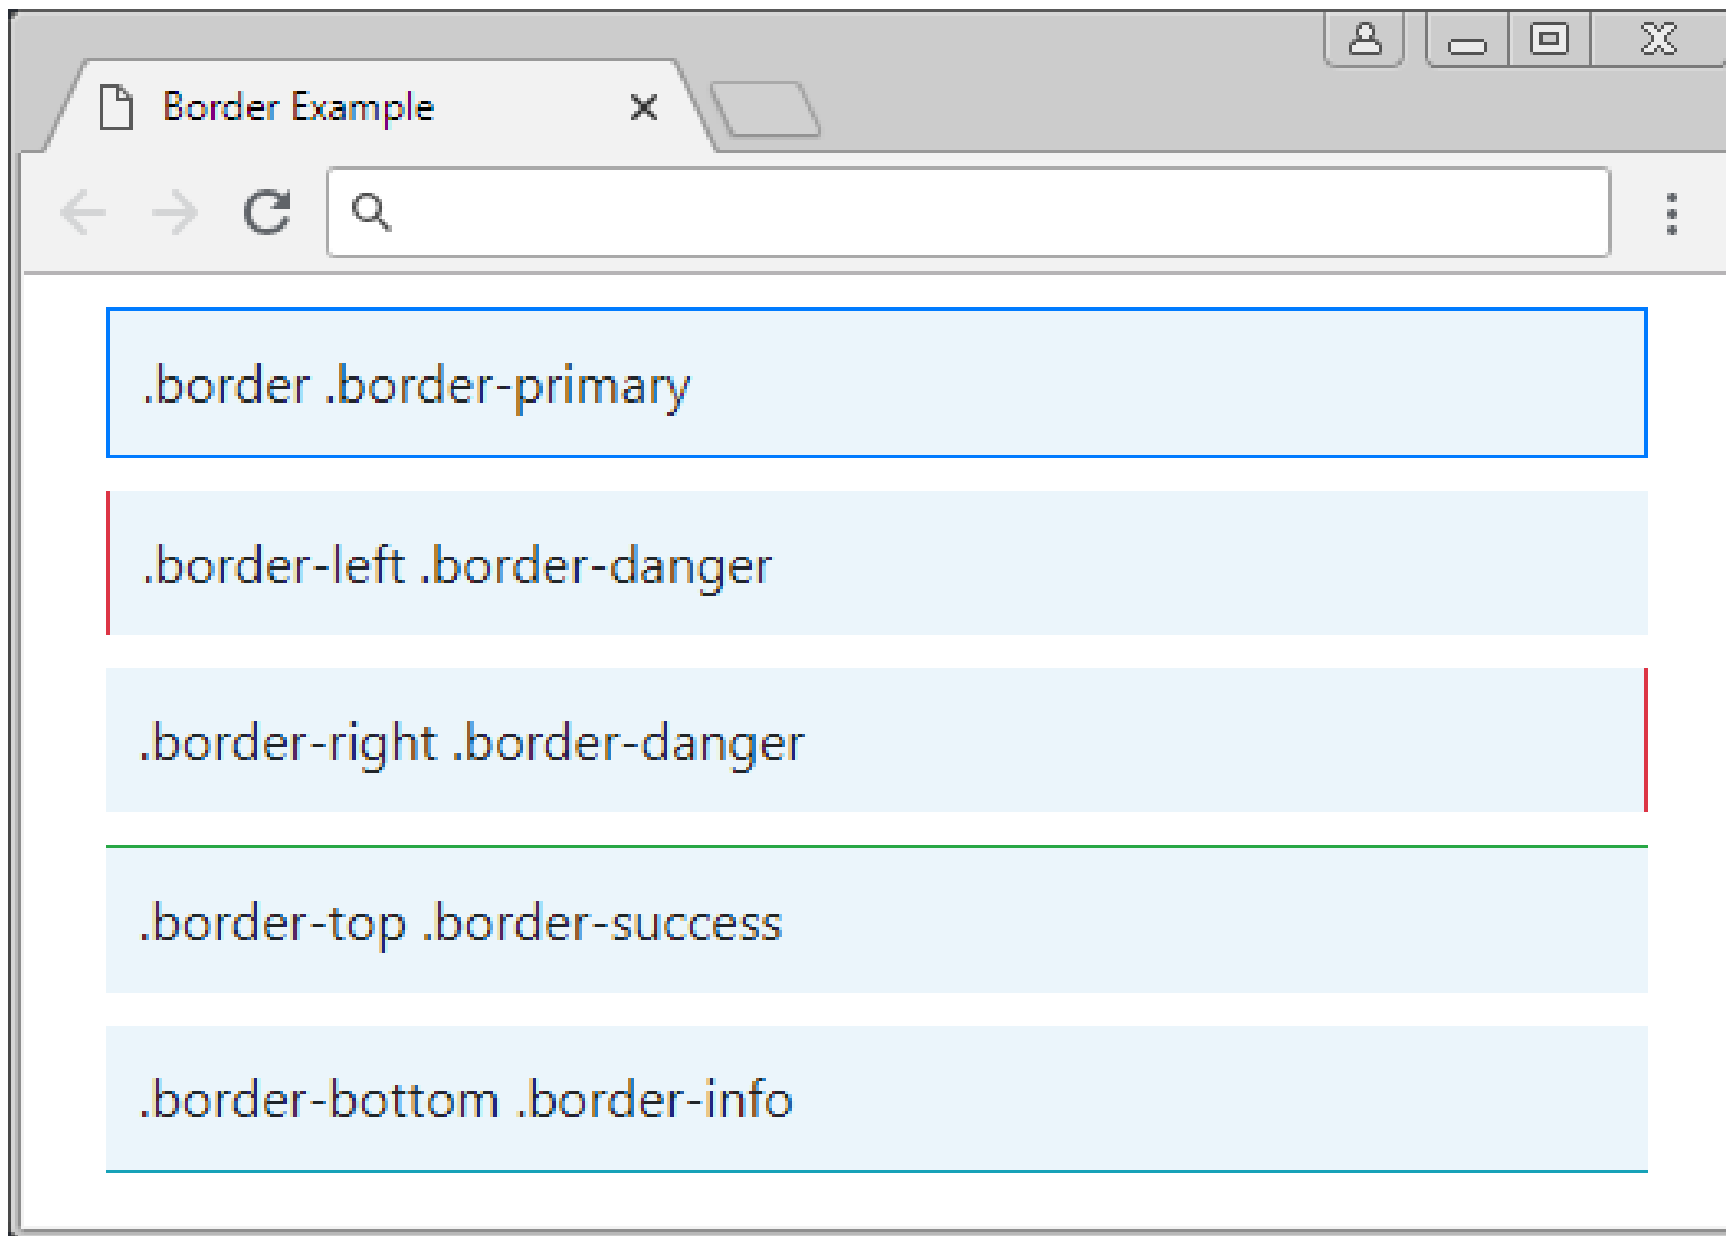 Border Example
.border .border-primary
.border-left .border-danger
.border-right .border-danger
.border-top .border-success
.border-bottom .border-info